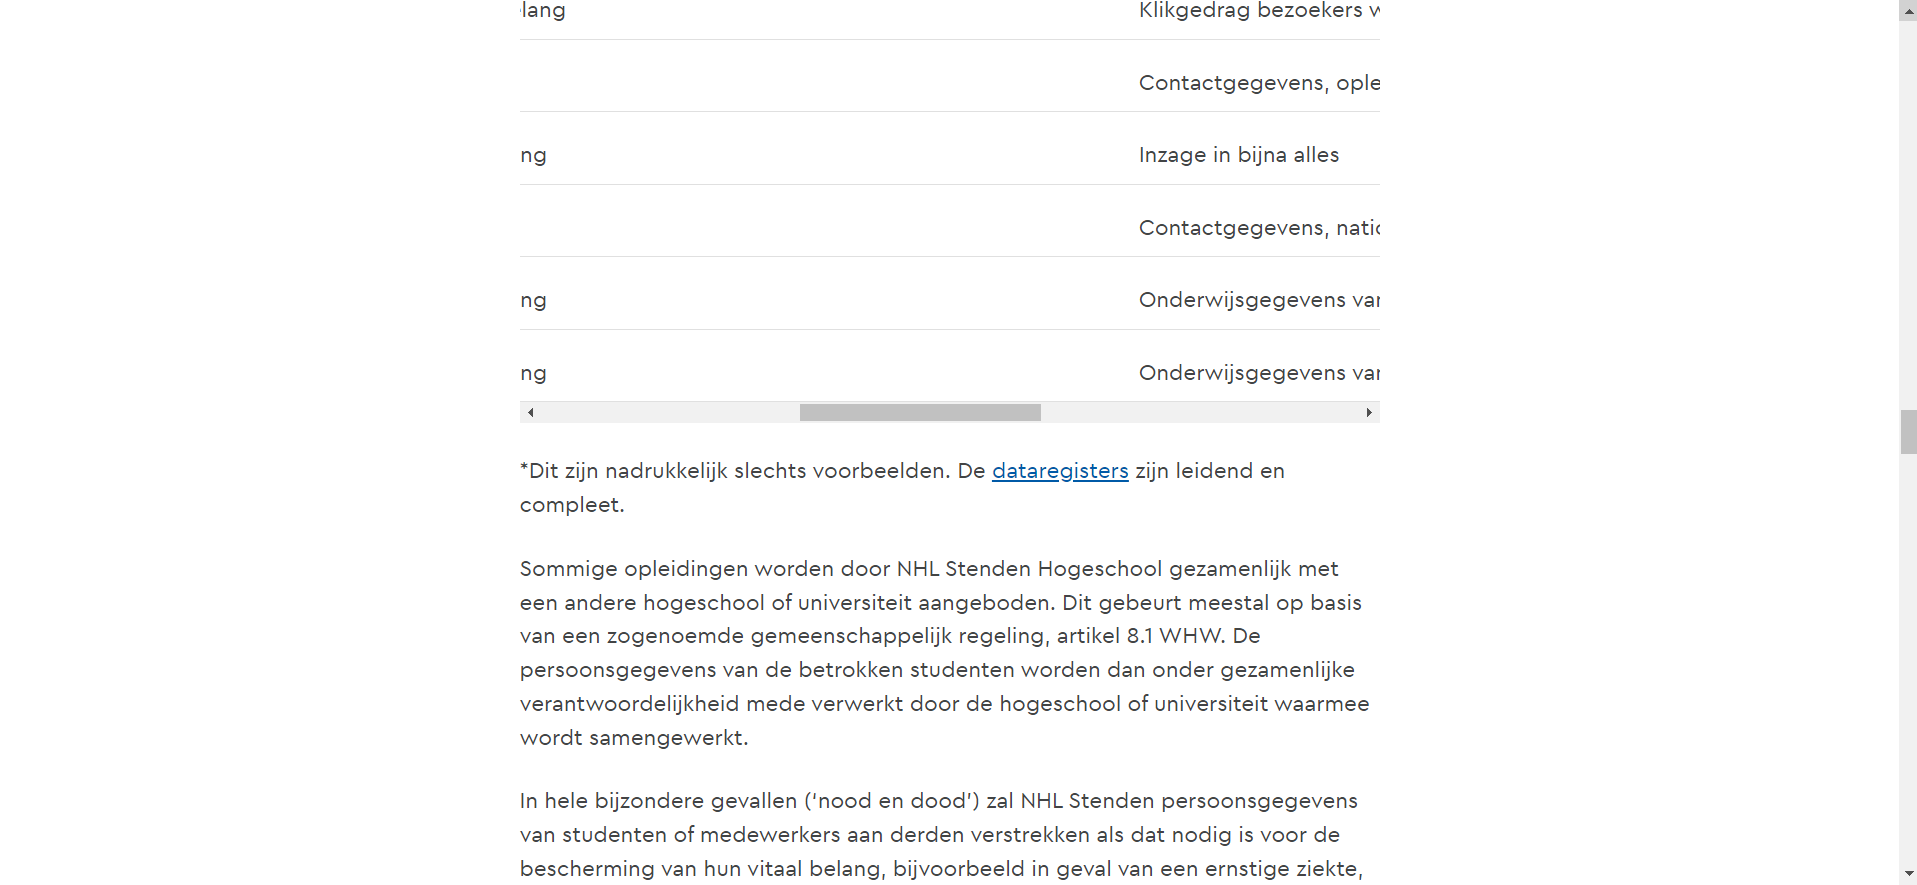 lang Klikgedrag bezoekers
Contactgegevens,
ng Inzage in bijna alles
Contactgegevens,
ng Onderwijsgegevens
ng Onderwijsgegevens
*Dit zijn nadrukkelijk slechts voorbeelden. De dataregisters zijn leidend en
compleet.
Sommige opleidingen worden door NHL Stenden Hogeschool gezamenlijk met
een andere hogeschool of universiteit aangeboden. Dit gebeurt meestal op basis
van een zogenoemde gemeenschappelijk regeling, artikel 8.1 WHW. De
persoonsgegevens van de betrokken studenten worden dan onder gezamenlijke
verantwoordelijkheid mede verwerkt door de hogeschool of universiteit waarmee
wordt samengewerkt.
In hele bijzondere gevallen (‘nood en dood’) zal NHL Stenden persoonsgegevens
van studenten of medewerkers aan derden verstrekken als dat nodig is voor de
bescherming van hun vitaal belang, bijvoorbeeld in geval van een ernstige ziekte,